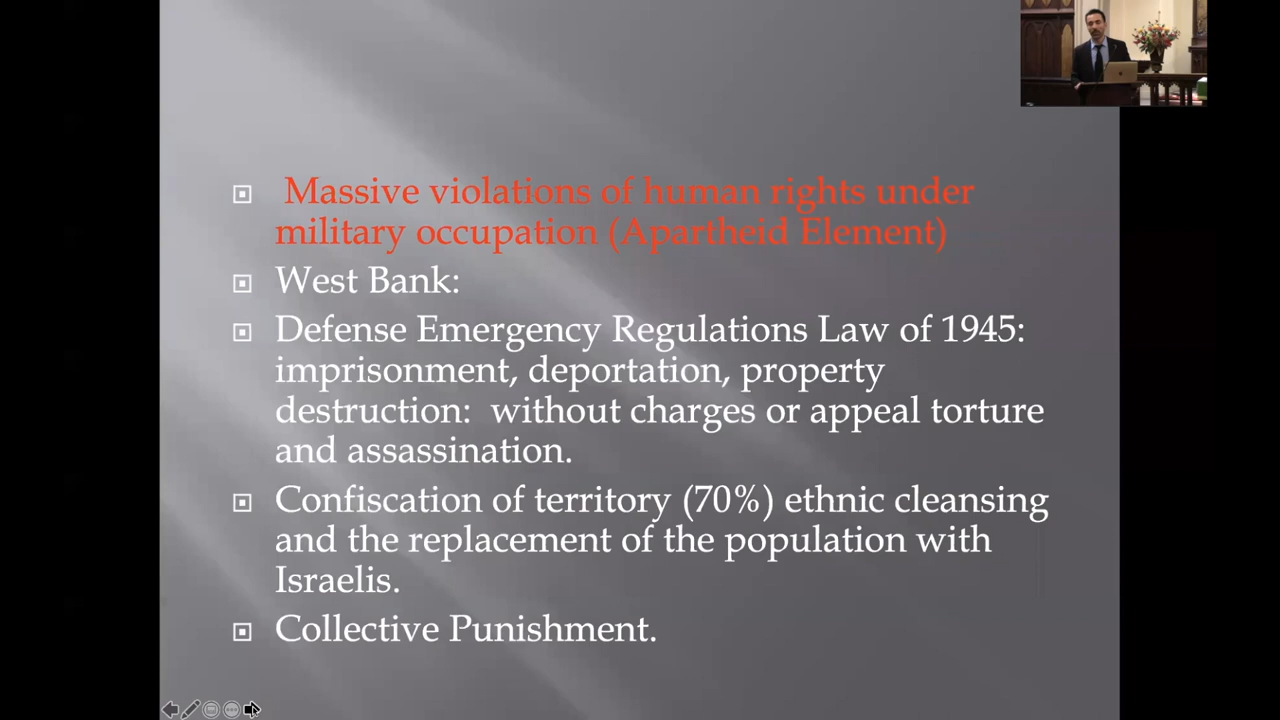 Massive violations of human rights under
military occupation (Apartheid Element)
West Bank:
Defense Emergency Regulations Law of 1945:
imprisonment, deportation, property
destruction:  without charges or appeal torture
and assassination.
Confiscation of territory (70%) ethnic cleansing
and the replacement of the population with
Israelis.
Collective Punishment.